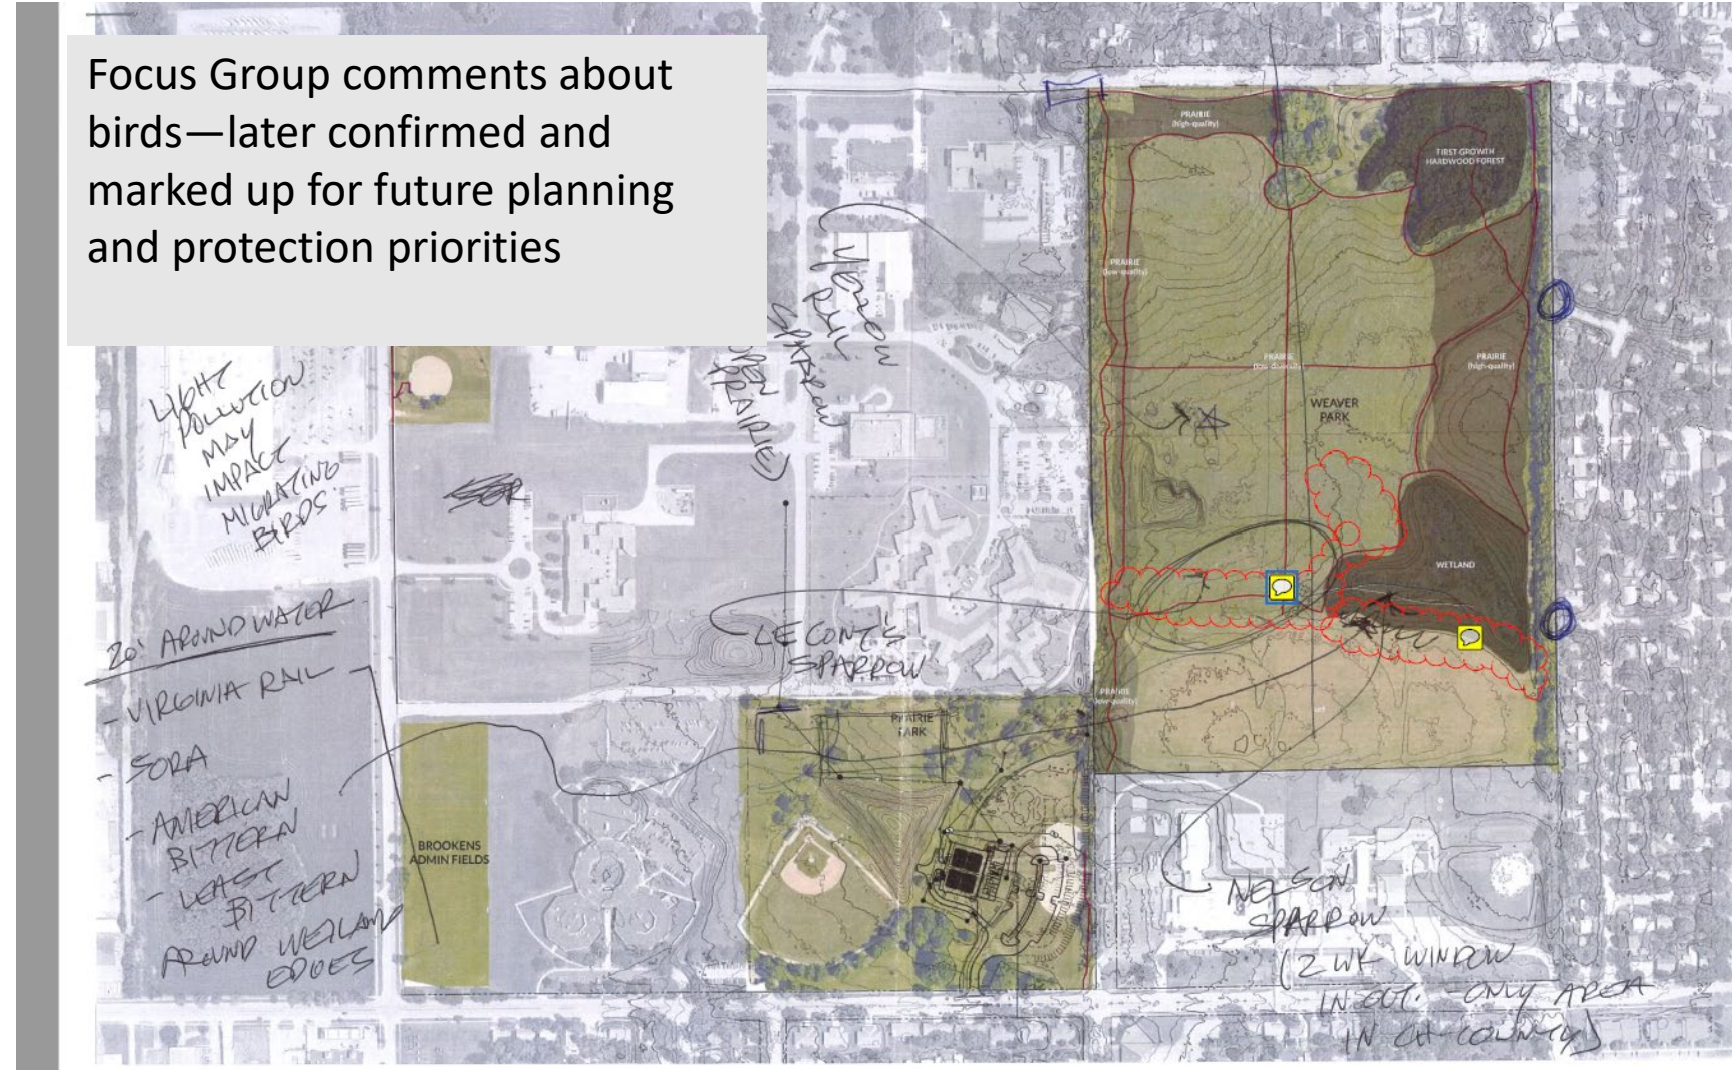 Focus Group comments about
birds—later confirmed and
marked up for future planning
and protection priorities
LIGHT
POLLUTION
MAY
IMPACT
MIGRATING
BIRDS.
20' AROUND WATER
- VIRGINIA RAIL
- SORA
- AMERICAN
BITTERN
- LEAST
BITTERN
AROUND WETLAND
EDGES
YELLOW
RAIL
SPARROW
(OPEN
PRAIRIE)
LE CONT'S
SPARROW
PRAIRIE
(high-quality)
FIRST-GROWTH
HARDWOOD FOREST
PRAIRIE
(low-quality)
PRAIRIE
(low-diversity)
PRAIRIE
(high-quality)
WEAVER
PARK
WETLAND
PRAIRIE
(low-quality)
PRAIRIE
PARK
BROOKENS
ADMIN FIELDS
NELSON
SPARROW
(2 WK WINDOW
IN OCT. - ONLY AREA
IN CH-COUNTY)